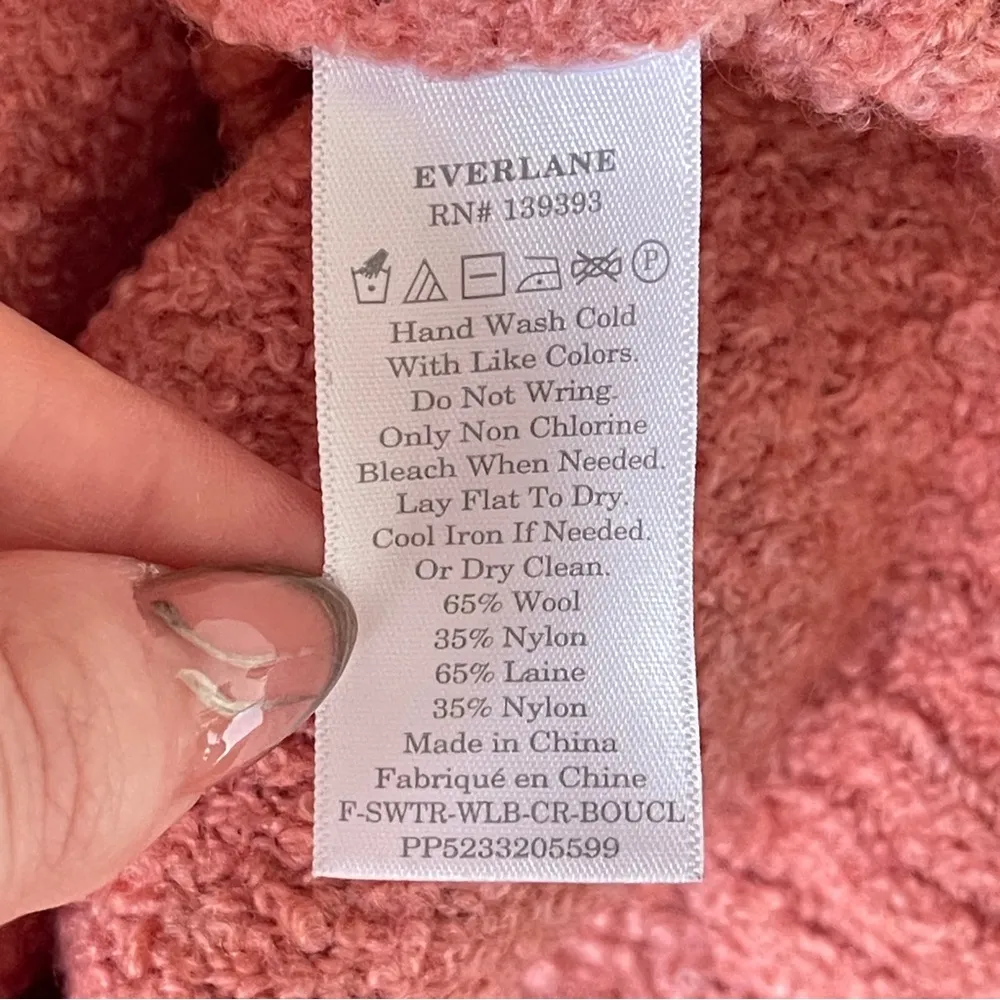 EVERLANE
RN# 139393
P
Hand Wash Cold
With Like Colors.
Do Not Wring.
Only Non Chlorine
Bleach When Needed.
Lay Flat To Dry.
Cool Iron If Needed.
Or Dry Clean.
65% Wool
35% Nylon
65% Laine
35% Nylon
Made in China
Fabriqué en Chine
F-SWTR-WLB-CR-BOUCL
PP5233205599